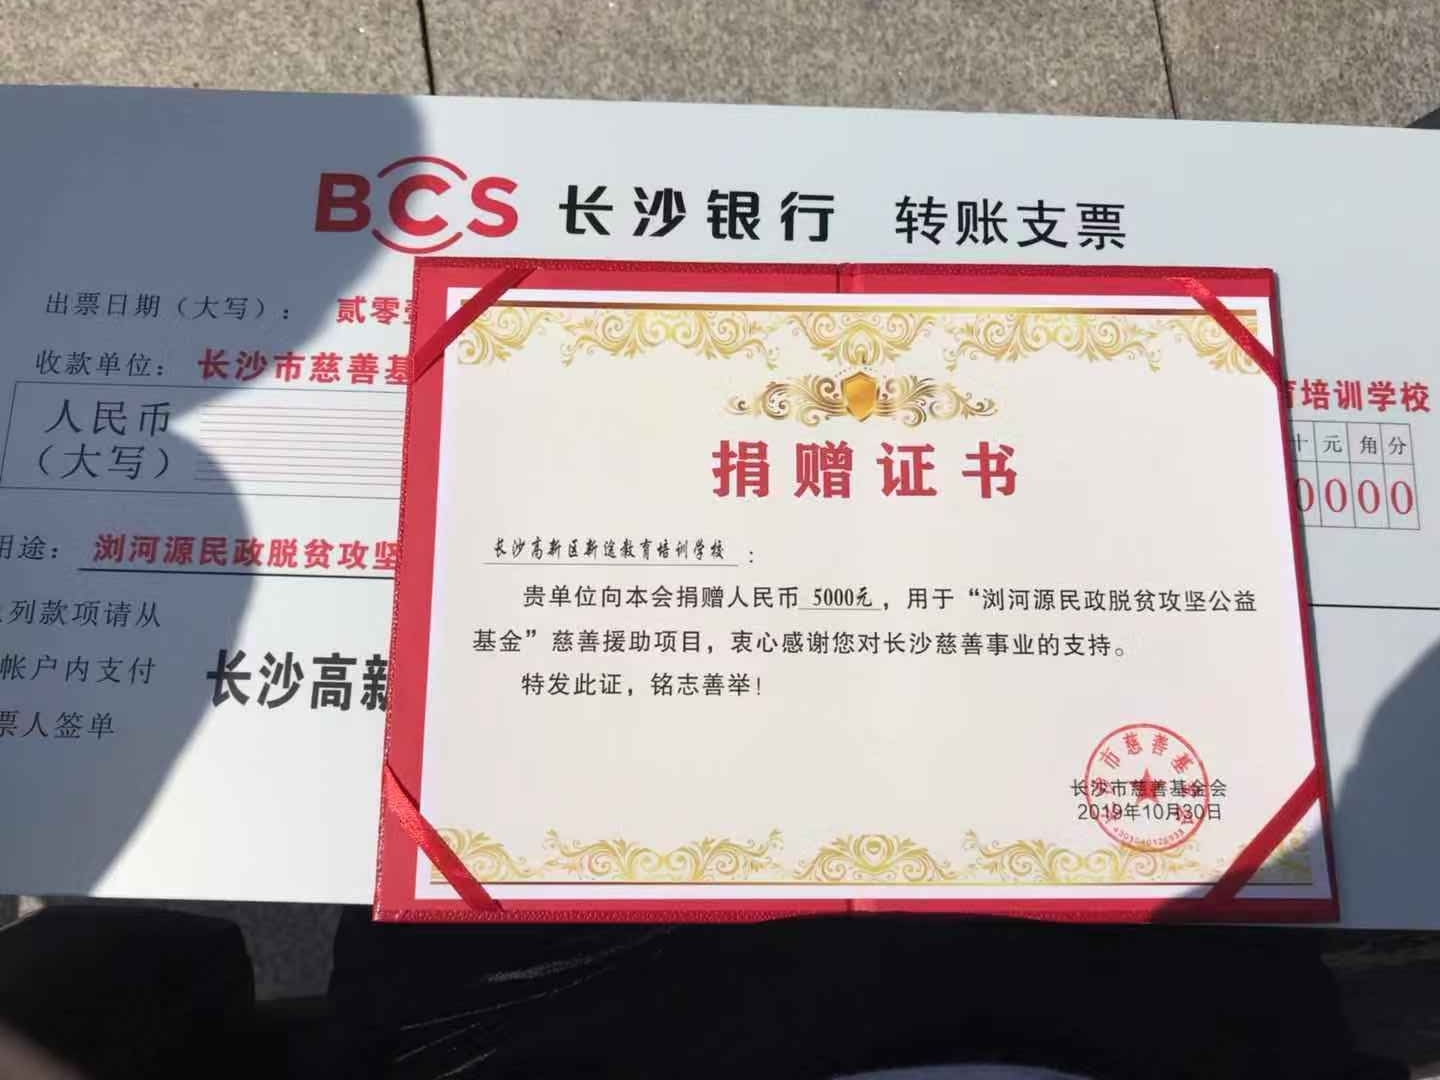 BCS 长沙银行 转账支票
出票日期（大写）： 贰零
收款单位： 长沙市慈善基
育培训学校
人民币
（大写）
十 元 角 分
0 0 0 0
用途： 浏河源民政脱贫攻坚
列款项请从
帐户内支付
票人签单
长沙高新
捐赠证书
长沙高新区新途教育培训学校 ：
贵单位向本会捐赠人民币 5000元 ，用于“浏河源民政脱贫攻坚公益
基金”慈善援助项目，衷心感谢您对长沙慈善事业的支持。
特发此证，铭志善举！
长沙市慈善基金会
2019年10月30日